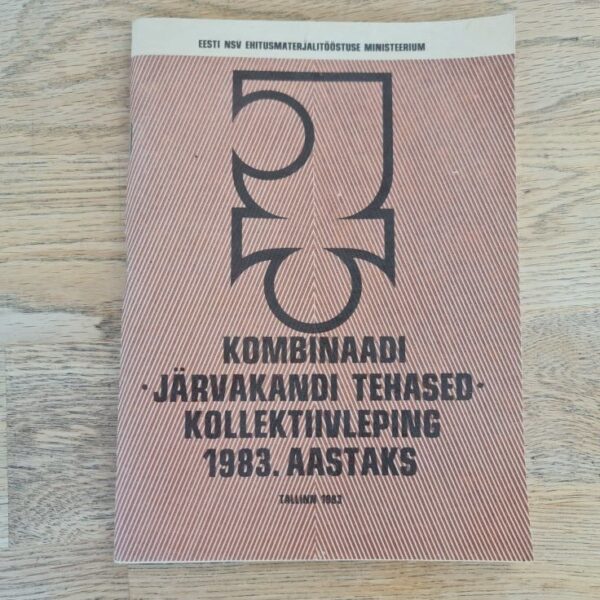 EESTI NSV EHITUSMATERJALITÖÖSTUSE MINISTEERIUM
KOMBINAADI
·JÄRVAKANDI TEHASED·
KOLLEKTIIVLEPING
1983. AASTAKS
TALLINN 1982